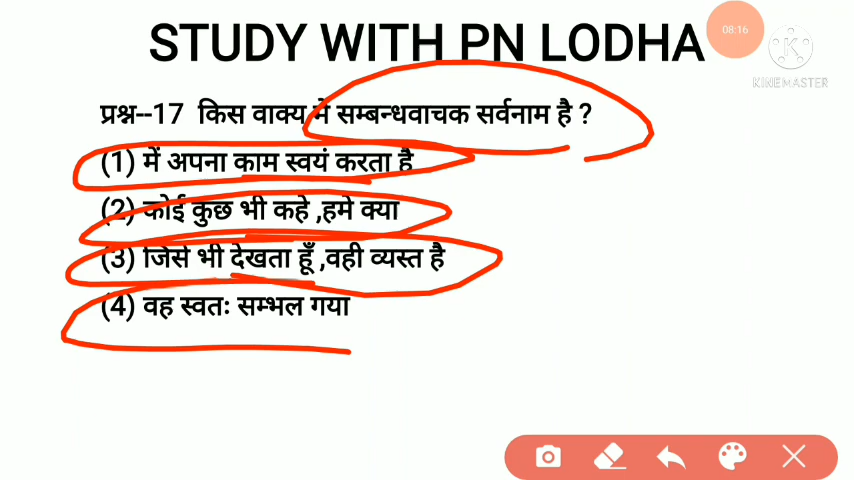 STUDY WITH PN LODHA
08:16
KINEMASTER
प्रश्न--17 किस वाक्य मे सम्बन्धवाचक सर्वनाम है ?
(1) में अपना काम स्वयं करता है
(2) कोई कुछ भी कहे ,हमे क्या
(3) जिसे भी देखता हूँ ,वही व्यस्त है
(4) वह स्वतः सम्भल गया